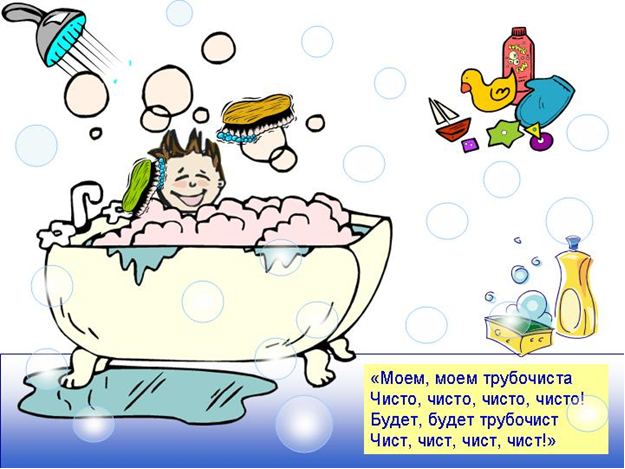 «Моем, моем трубочиста
Чисто, чисто, чисто, чисто!
Будет, будет трубочист
Чист, чист, чист, чист!»